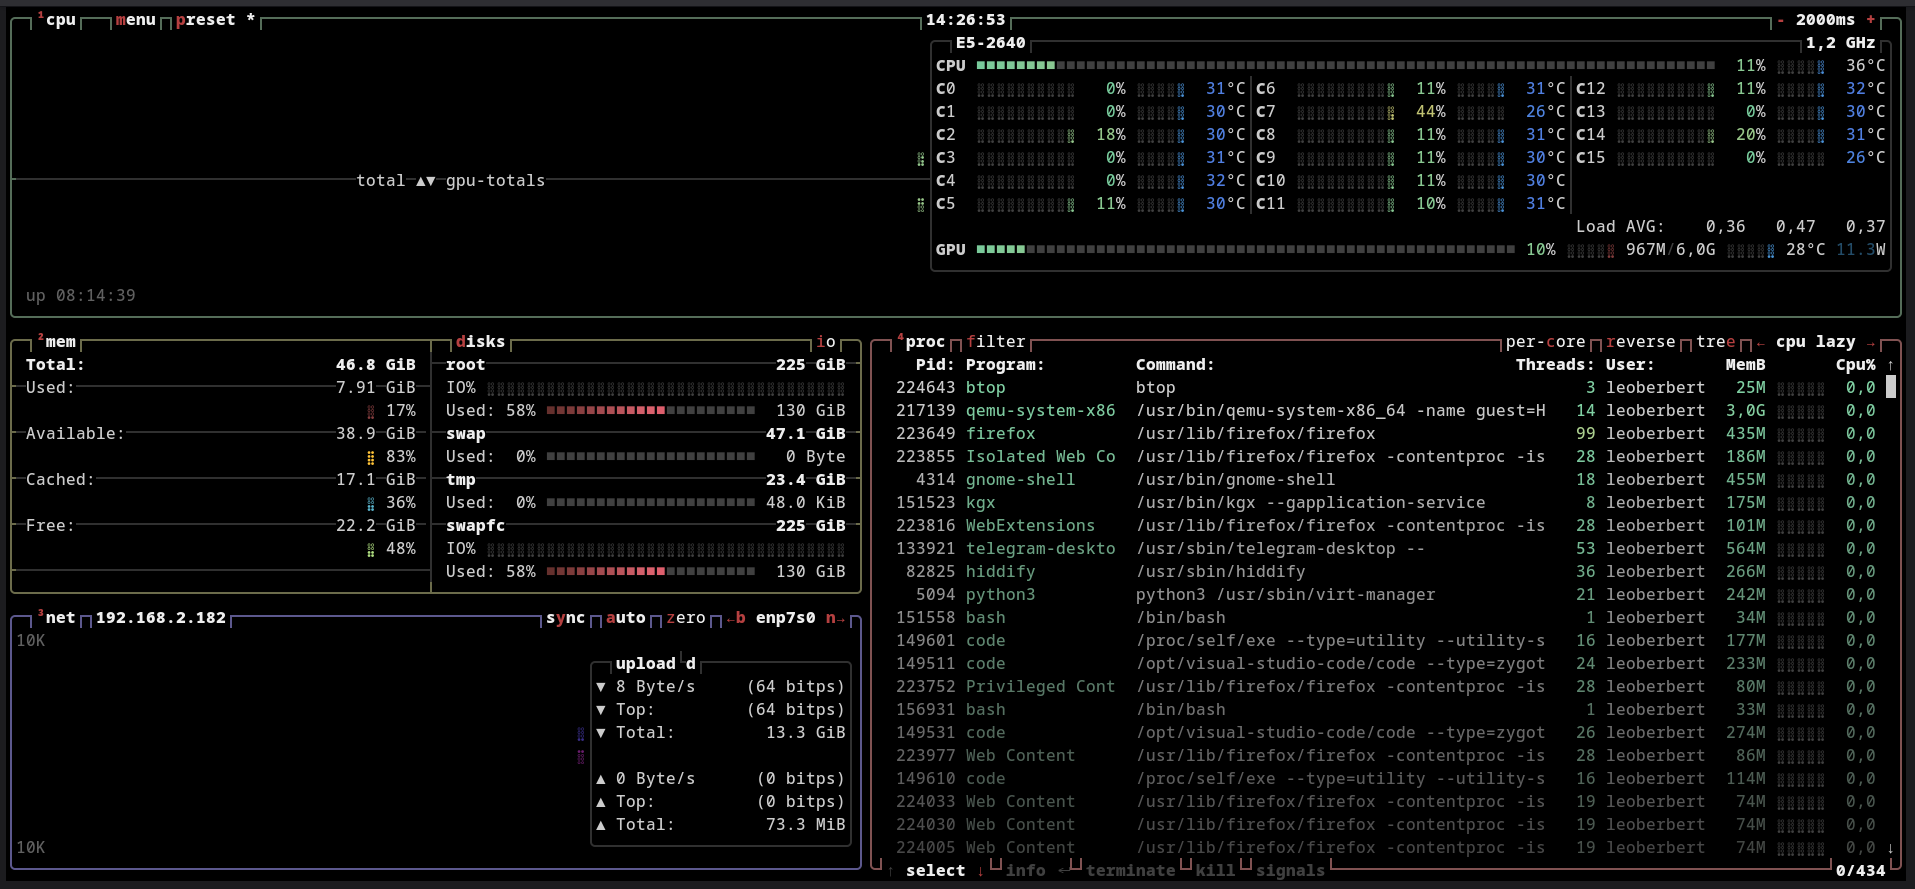 ¹cpu menu preset * 14:26:53 - 2000ms +
E5-2640 1,2 GHz
CPU 11% 36°C
C0 0% 31°C C6 11% 31°C C12 11% 32°C
C1 0% 30°C C7 44% 26°C C13 0% 30°C
C2 18% 30°C C8 11% 31°C C14 20% 31°C
C3 0% 31°C C9 11% 30°C C15 0% 26°C
total ▲▼ gpu-totals
C4 0% 32°C C10 11% 30°C
C5 11% 30°C C11 10% 31°C
Load AVG: 0,36 0,47 0,37
GPU 10% 967M/6,0G 28°C 11.3W
up 08:14:39
²mem
Total: 46.8 GiB
Used: 7.91 GiB
17%
Available: 38.9 GiB
83%
Cached: 17.1 GiB
36%
Free: 22.2 GiB
48%
disks io
root 225 GiB
IO%
Used: 58% 130 GiB
swap 47.1 GiB
Used: 0% 0 Byte
tmp 23.4 GiB
Used: 0% 48.0 KiB
swapfc 225 GiB
IO%
Used: 58% 130 GiB
³net 192.168.2.182 sync auto zero ←b enp7s0 n→
10K
upload d
▼ 8 Byte/s (64 bitps)
▼ Top: (64 bitps)
▼ Total: 13.3 GiB
▲ 0 Byte/s (0 bitps)
▲ Top: (0 bitps)
▲ Total: 73.3 MiB
10K
⁴proc filter per-core reverse tree ← cpu lazy →
Pid: Program: Command: Threads: User: MemB Cpu% ↑
224643 btop btop 3 leoberbert 25M 0,0
217139 qemu-system-x86 /usr/bin/qemu-system-x86_64 -name guest=H 14 leoberbert 3,0G 0,0
223649 firefox /usr/lib/firefox/firefox 99 leoberbert 435M 0,0
223855 Isolated Web Co /usr/lib/firefox/firefox -contentproc -is 28 leoberbert 186M 0,0
4314 gnome-shell /usr/bin/gnome-shell 18 leoberbert 455M 0,0
151523 kgx /usr/bin/kgx --gapplication-service 8 leoberbert 175M 0,0
223816 WebExtensions /usr/lib/firefox/firefox -contentproc -is 28 leoberbert 101M 0,0
133921 telegram-deskto /usr/sbin/telegram-desktop -- 53 leoberbert 564M 0,0
82825 hiddify /usr/sbin/hiddify 36 leoberbert 266M 0,0
5094 python3 python3 /usr/sbin/virt-manager 21 leoberbert 242M 0,0
151558 bash /bin/bash 1 leoberbert 34M 0,0
149601 code /proc/self/exe --type=utility --utility-s 16 leoberbert 177M 0,0
149511 code /opt/visual-studio-code/code --type=zygot 24 leoberbert 233M 0,0
223752 Privileged Cont /usr/lib/firefox/firefox -contentproc -is 28 leoberbert 80M 0,0
156931 bash /bin/bash 1 leoberbert 33M 0,0
149531 code /opt/visual-studio-code/code --type=zygot 26 leoberbert 274M 0,0
223977 Web Content /usr/lib/firefox/firefox -contentproc -is 28 leoberbert 86M 0,0
149610 code /proc/self/exe --type=utility --utility-s 16 leoberbert 114M 0,0
224033 Web Content /usr/lib/firefox/firefox -contentproc -is 19 leoberbert 74M 0,0
224030 Web Content /usr/lib/firefox/firefox -contentproc -is 19 leoberbert 74M 0,0
224005 Web Content /usr/lib/firefox/firefox -contentproc -is 19 leoberbert 74M 0,0 ↓
↑ select ↓ info ↵ terminate kill signals 0/434